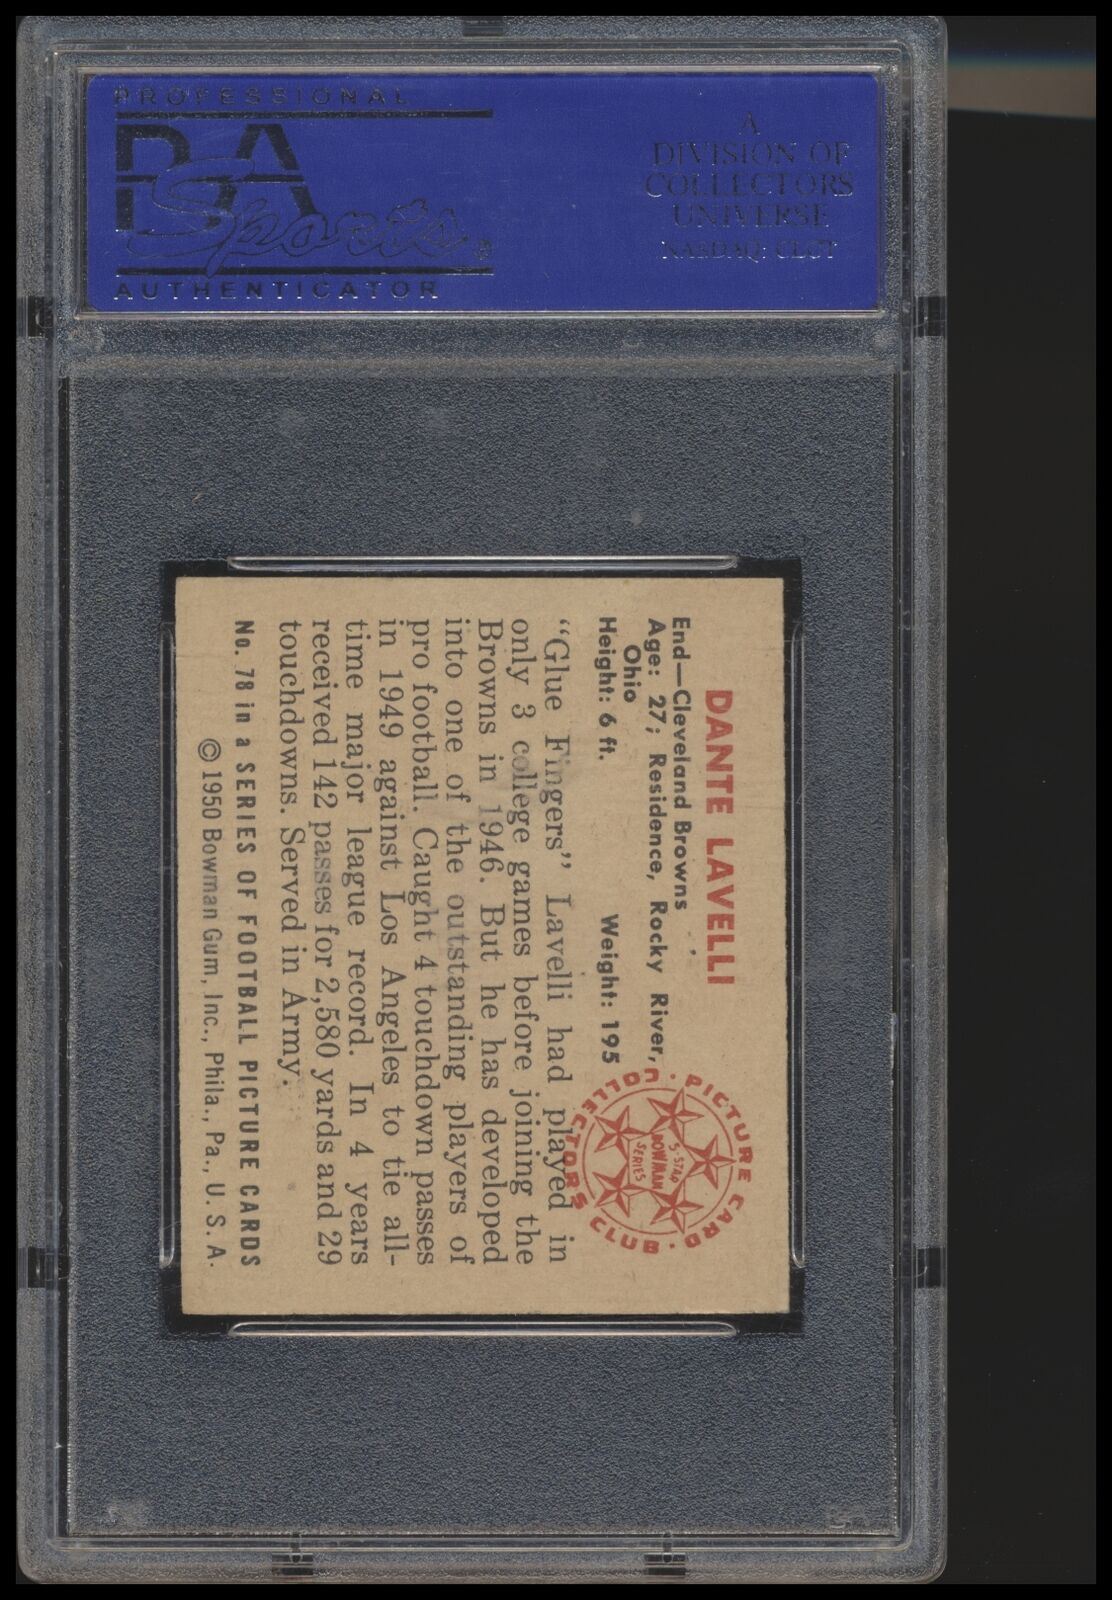 PROFESSIONAL
PSA
Sports ®
AUTHENTICATOR
A
DIVISION OF
COLLECTORS
UNIVERSE
NASDAQ: CLCT
DANTE LAVELLI
End—Cleveland Browns
Age: 27; Residence, Rocky River,
Ohio
Height: 6 ft. Weight: 195
PICTURE CARD · COLLECTORS CLUB ·
5-STAR
BOWMAN
SERIES
"Glue Fingers" Lavelli had played in
only 3 college games before joining the
Browns in 1946. But he has developed
into one of the outstanding players of
pro football. Caught 4 touchdown passes
in 1949 against Los Angeles to tie all-
time major league record. In 4 years
received 142 passes for 2,580 yards and 29
touchdowns. Served in Army.
No. 78 in a SERIES OF FOOTBALL PICTURE CARDS
© 1950 Bowman Gum, Inc., Phila., Pa., U. S. A.